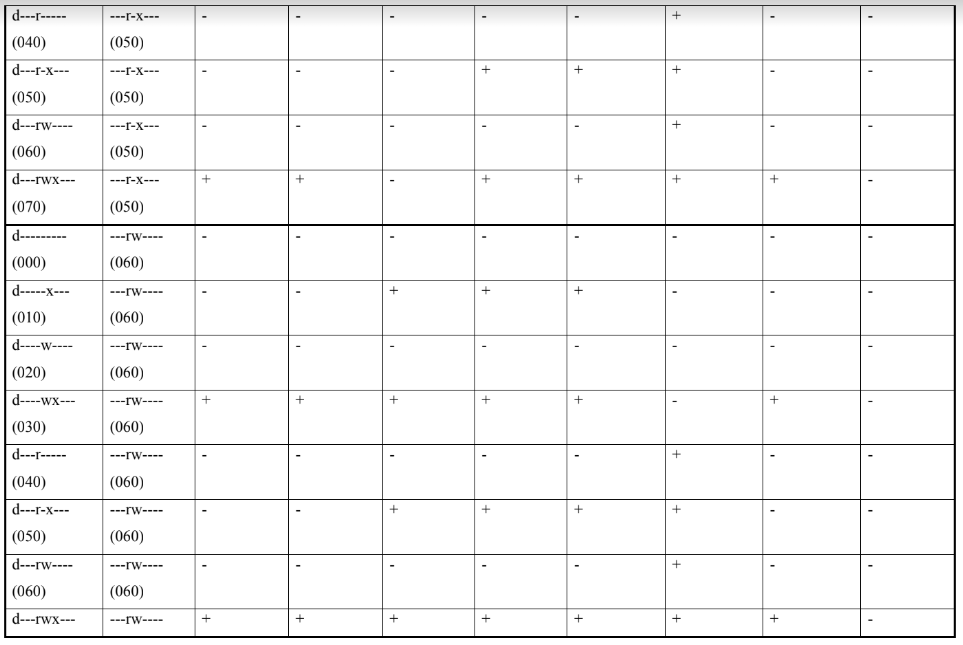 d---r----- ---r-x--- - - - - - + - -
(040) (050)
d---r-x--- ---r-x--- - - - + + + - -
(050) (050)
d---rw---- ---r-x--- - - - - - + - -
(060) (050)
d---rwx--- ---r-x--- + + - + + + + -
(070) (050)
d--------- ---rw---- - - - - - - - -
(000) (060)
d-----x--- ---rw---- - - + + + - - -
(010) (060)
d----w---- ---rw---- - - - - - - - -
(020) (060)
d----wx--- ---rw---- + + + + + - + -
(030) (060)
d---r----- ---rw---- - - - - - + - -
(040) (060)
d---r-x--- ---rw---- - - + + + + - -
(050) (060)
d---rw---- ---rw---- - - - - - + - -
(060) (060)
d---rwx--- ---rw---- + + + + + + + -